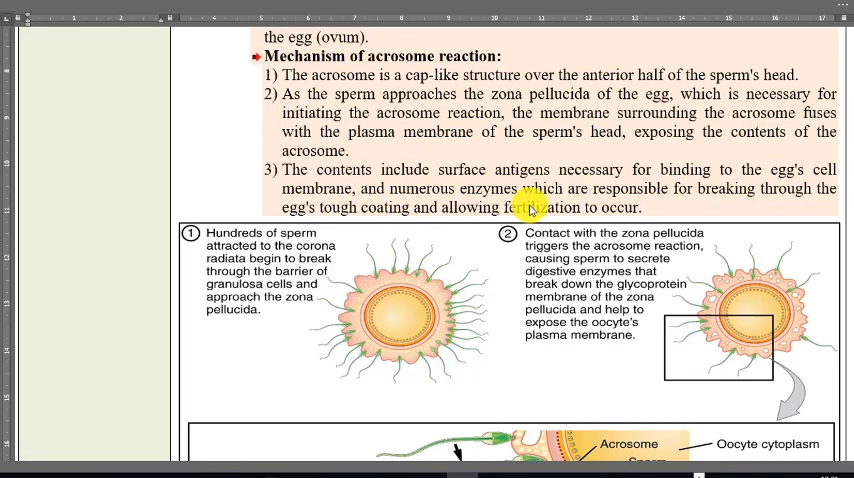 the egg (ovum).
Mechanism of acrosome reaction:
1) The acrosome is a cap-like structure over the anterior half of the sperm's head.
2) As the sperm approaches the zona pellucida of the egg, which is necessary for
initiating the acrosome reaction, the membrane surrounding the acrosome fuses
with the plasma membrane of the sperm's head, exposing the contents of the
acrosome.
3) The contents include surface antigens necessary for binding to the egg's cell
membrane, and numerous enzymes which are responsible for breaking through the
egg's tough coating and allowing fertilization to occur.
1 Hundreds of sperm
attracted to the corona
radiata begin to break
through the barrier of
granulosa cells and
approach the zona
pellucida.
2 Contact with the zona pellucida
triggers the acrosome reaction,
causing sperm to secrete
digestive enzymes that
break down the glycoprotein
membrane of the zona
pellucida and help to
expose the oocyte's
plasma membrane.
Acrosome
Oocyte cytoplasm